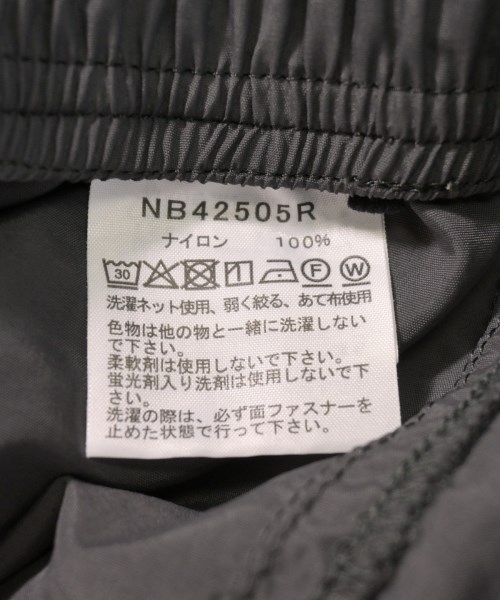 NB42505R
ナイロン 100%
30 F W
洗濯ネット使用、弱く絞る、あて布使用
色物は他の物と一緒に洗濯しない
で下さい。
柔軟剤は使用しないで下さい。
蛍光剤入り洗剤は使用しないで下
さい。
洗濯の際は、必ず面ファスナーを
止めた状態で行って下さい。